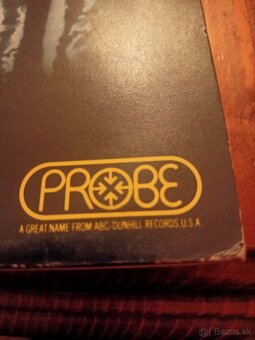 PROBE
A GREAT NAME FROM ABC/DUNHILL RECORDS, U.S.A.
© Bazos.sk